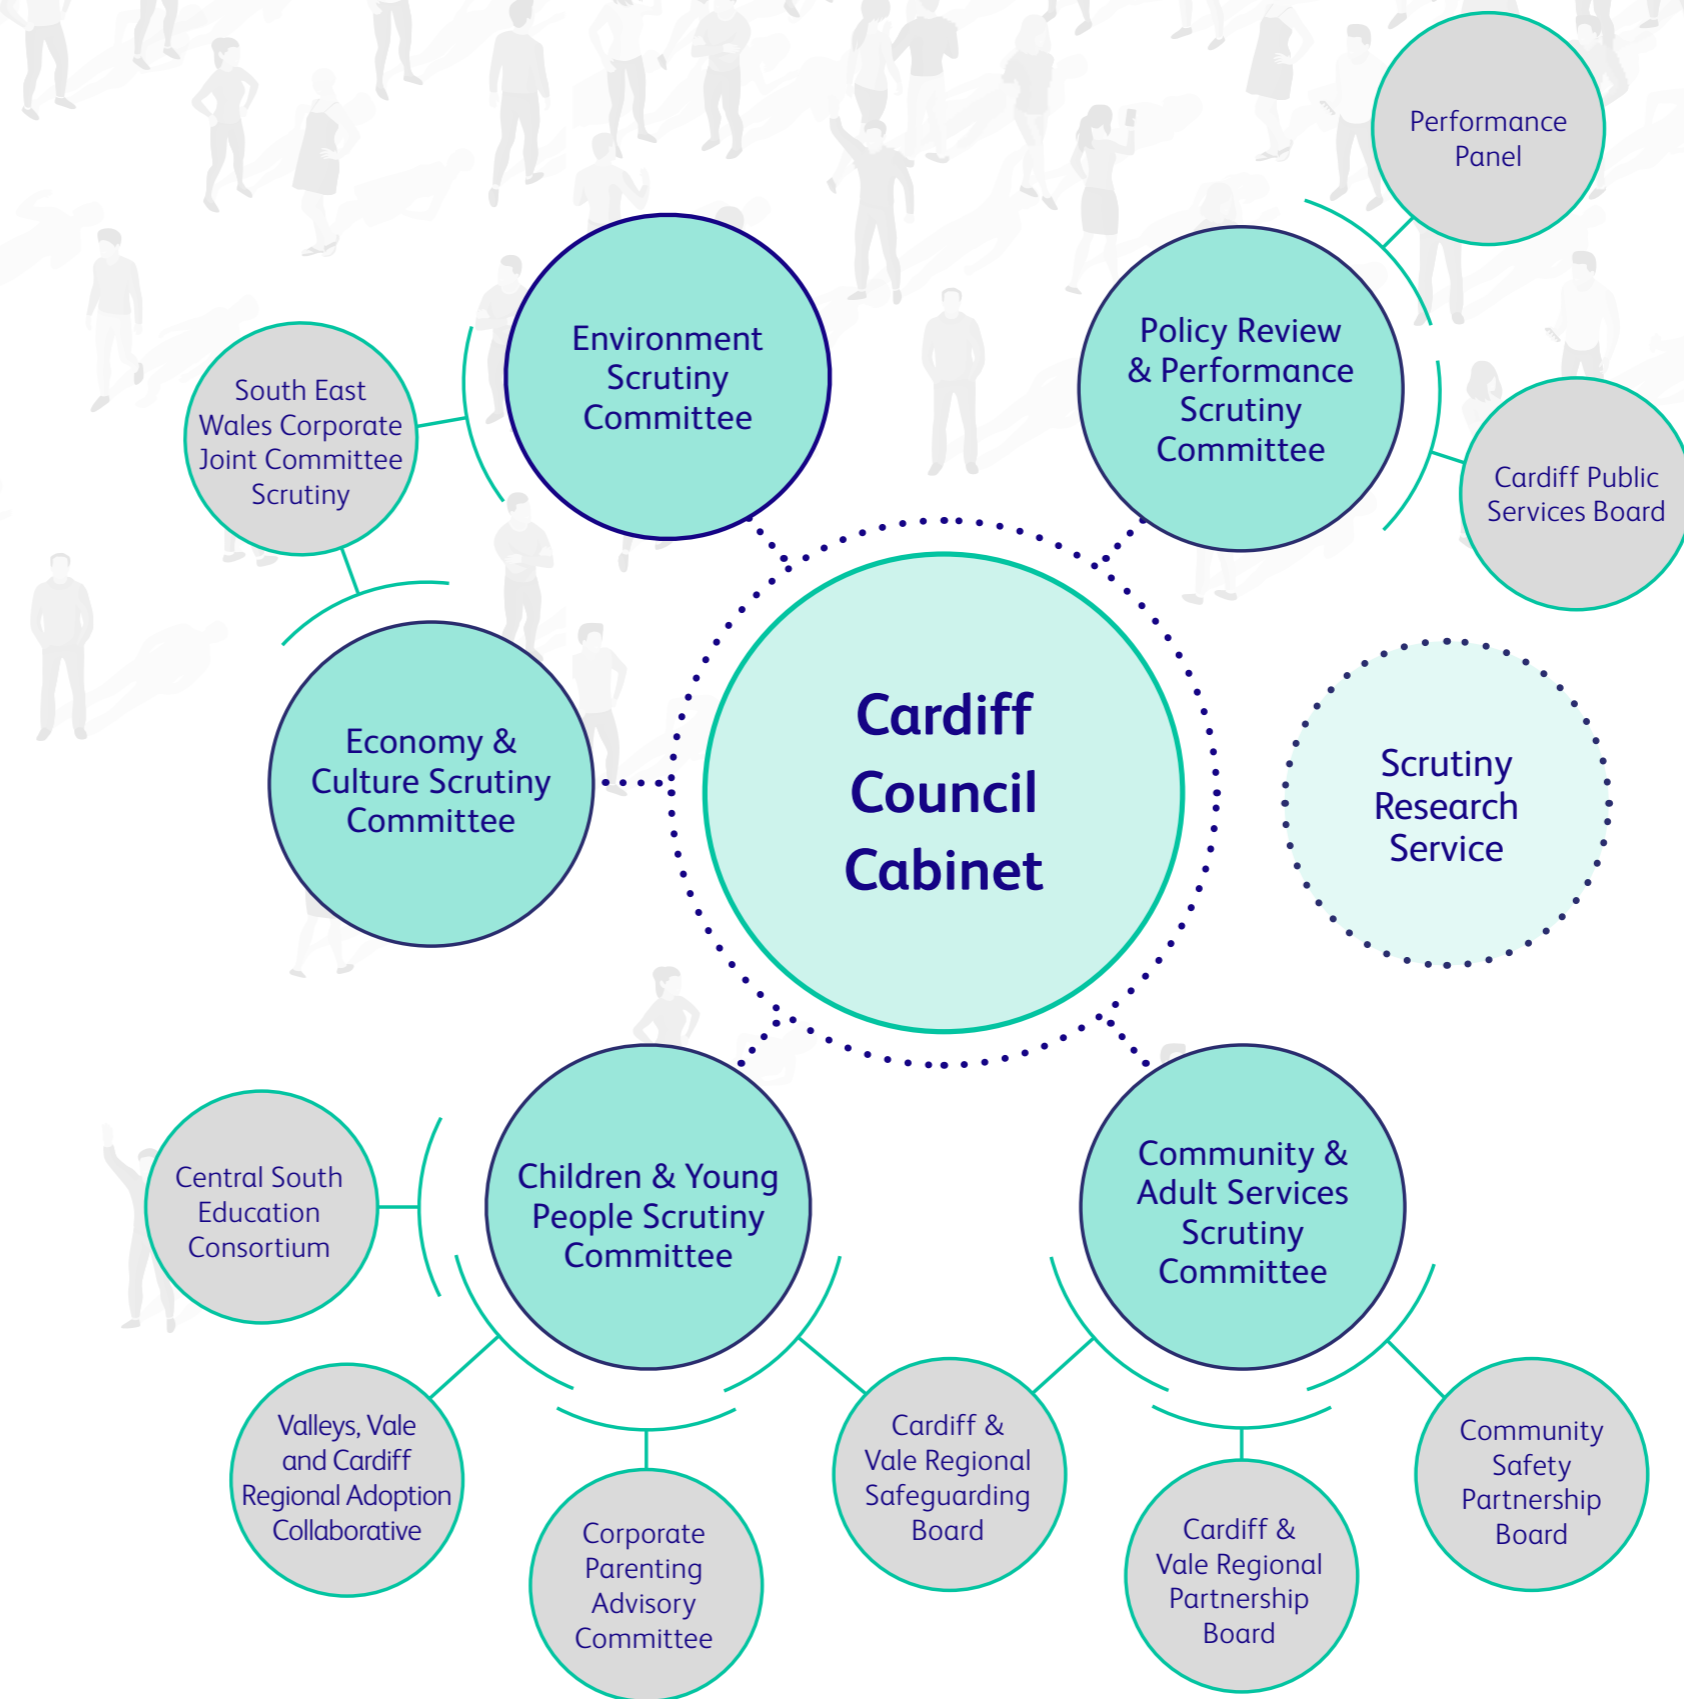 Performance
Panel
Environment
Scrutiny
Committee
Policy Review
& Performance
Scrutiny
Committee
South East
Wales Corporate
Joint Committee
Scrutiny
Cardiff Public
Services Board
Cardiff
Council
Cabinet
Economy &
Culture Scrutiny
Committee
Scrutiny
Research
Service
Children & Young
People Scrutiny
Committee
Community &
Adult Services
Scrutiny
Committee
Central South
Education
Consortium
Valleys, Vale
and Cardiff
Regional Adoption
Collaborative
Corporate
Parenting
Advisory
Committee
Cardiff &
Vale Regional
Safeguarding
Board
Cardiff &
Vale Regional
Partnership
Board
Community
Safety
Partnership
Board